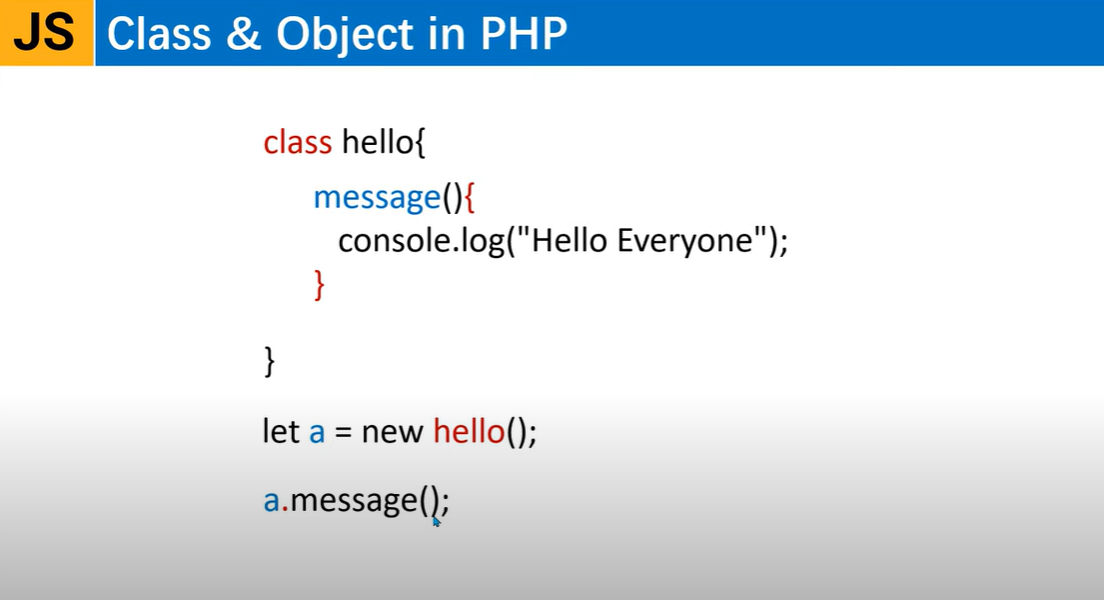 JS Class & Object in PHP
class hello{
message(){
console.log("Hello Everyone");
}
}
let a = new hello();
a.message();